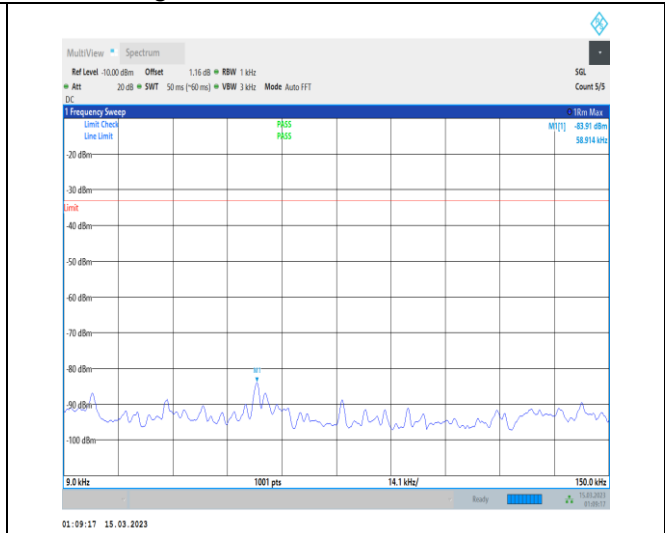 MultiView Spectrum
Ref Level -10.00 dBm Offset 1.16 dB RBW 1 kHz SGL
Att 20 dB SWT 50 ms (~60 ms) VBW 3 kHz Mode Auto FFT Count 5/5
DC
1 Frequency Sweep 1Rm Max
Limit Check PASS M1[1] -83.91 dBm
Line Limit PASS 58.914 kHz
-20 dBm
-30 dBm
Limit
-40 dBm
-50 dBm
-60 dBm
-70 dBm
-80 dBm
M1
-90 dBm
-100 dBm
9.0 kHz 1001 pts 14.1 kHz/ 150.0 kHz
Ready 15.03.2023
01:09:17
01:09:17 15.03.2023